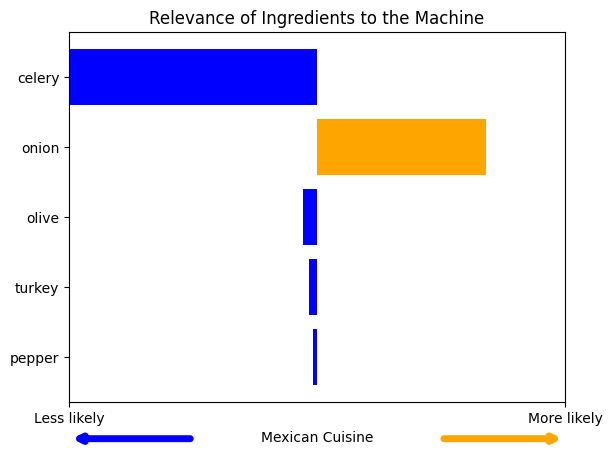 Relevance of Ingredients to the Machine
celery
onion
olive
turkey
pepper
Less likely
More likely
Mexican Cuisine